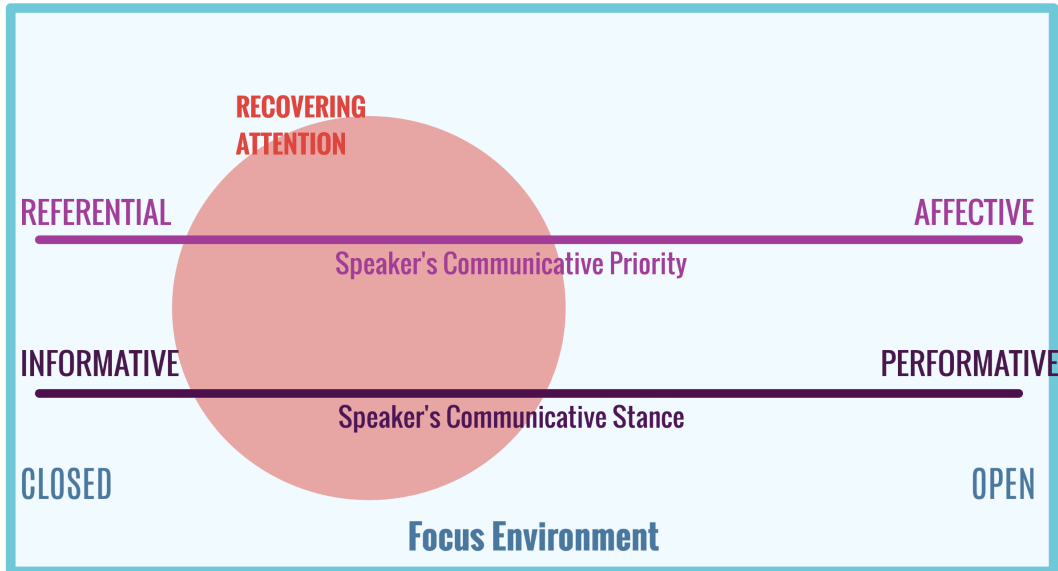 RECOVERING
ATTENTION
REFERENTIAL
AFFECTIVE
Speaker's Communicative Priority
INFORMATIVE
PERFORMATIVE
Speaker's Communicative Stance
CLOSED
OPEN
Focus Environment